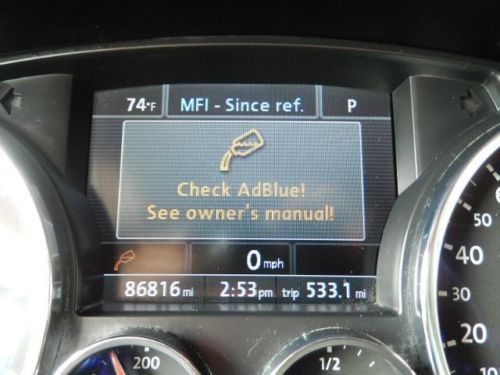 74°F MFI - Since ref. P
Check AdBlue!
See owner's manual!
0 mph
86816 mi 2:53 pm trip 533.1 mi
200
1/2
50
40
30
20
10